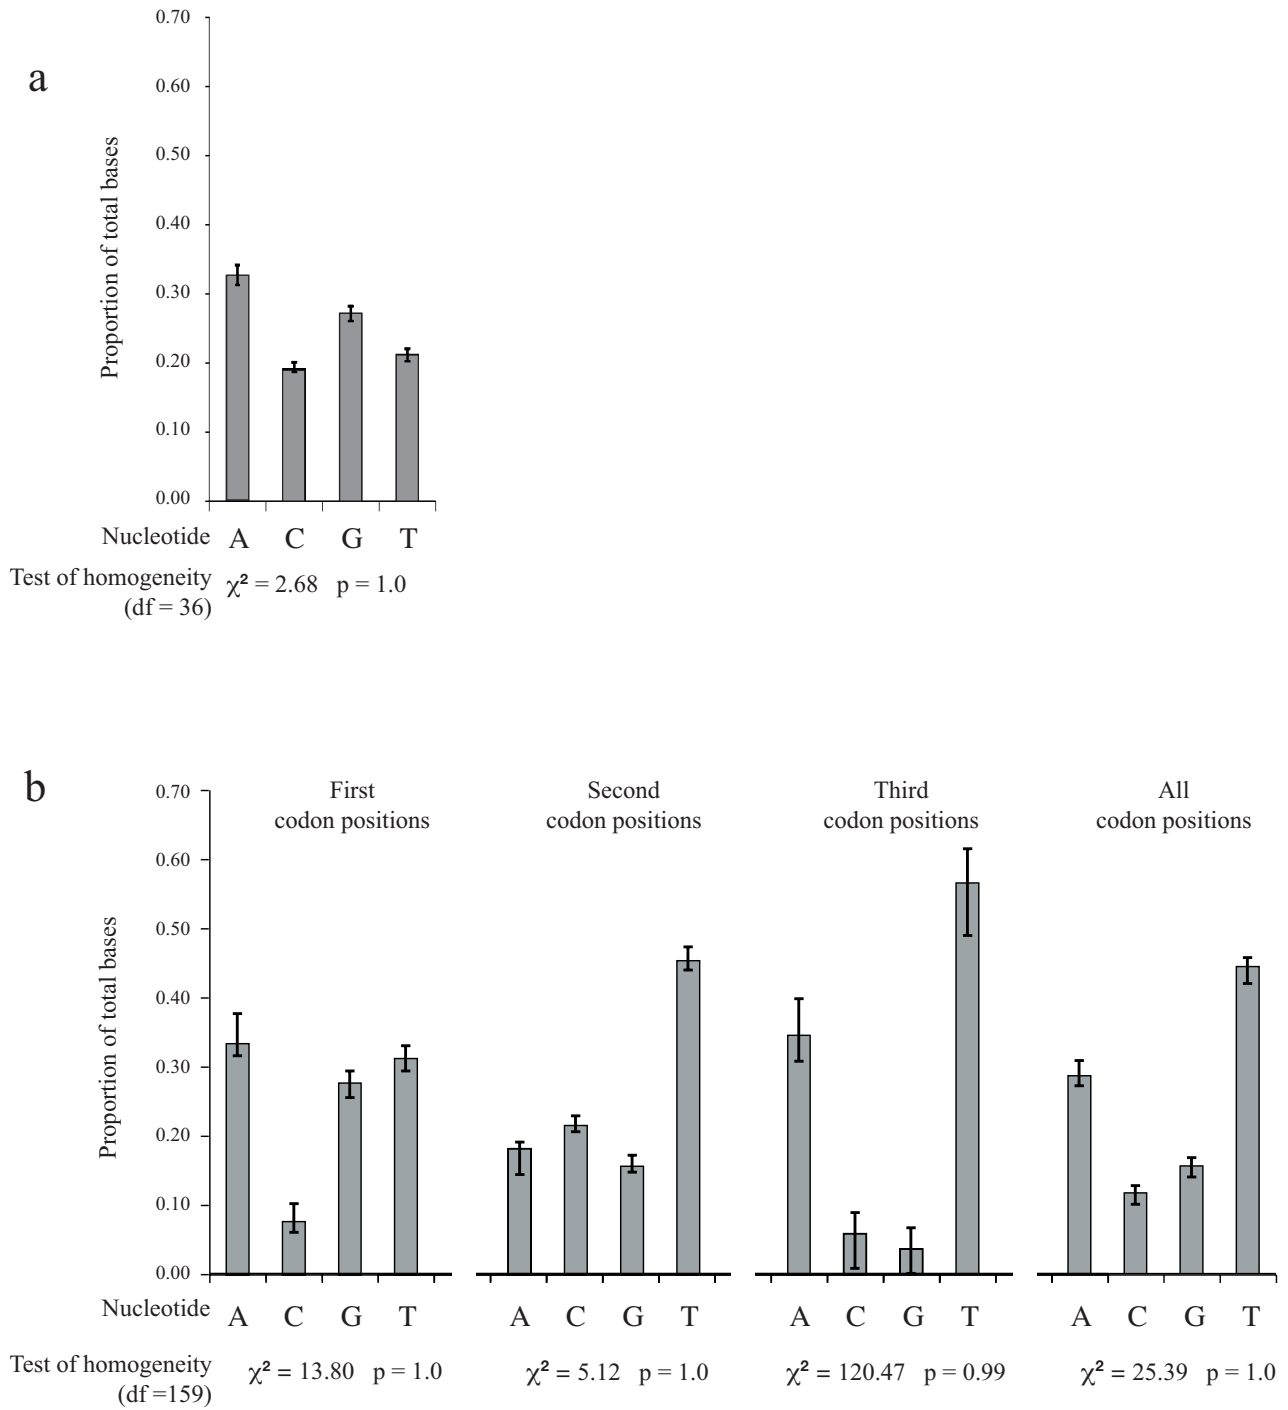 a
0.70
0.60
0.50
0.40
0.30
0.20
0.10
0.00
Proportion of total bases
Nucleotide A C G T
Test of homogeneity
(df = 36)
χ² = 2.68 p = 1.0
b
First
codon positions
Second
codon positions
Third
codon positions
All
codon positions
0.70
0.60
0.50
0.40
0.30
0.20
0.10
0.00
Proportion of total bases
Nucleotide A C G T A C G T A C G T A C G T
Test of homogeneity
(df =159)
χ² = 13.80 p = 1.0
χ² = 5.12 p = 1.0
χ² = 120.47 p = 0.99
χ² = 25.39 p = 1.0